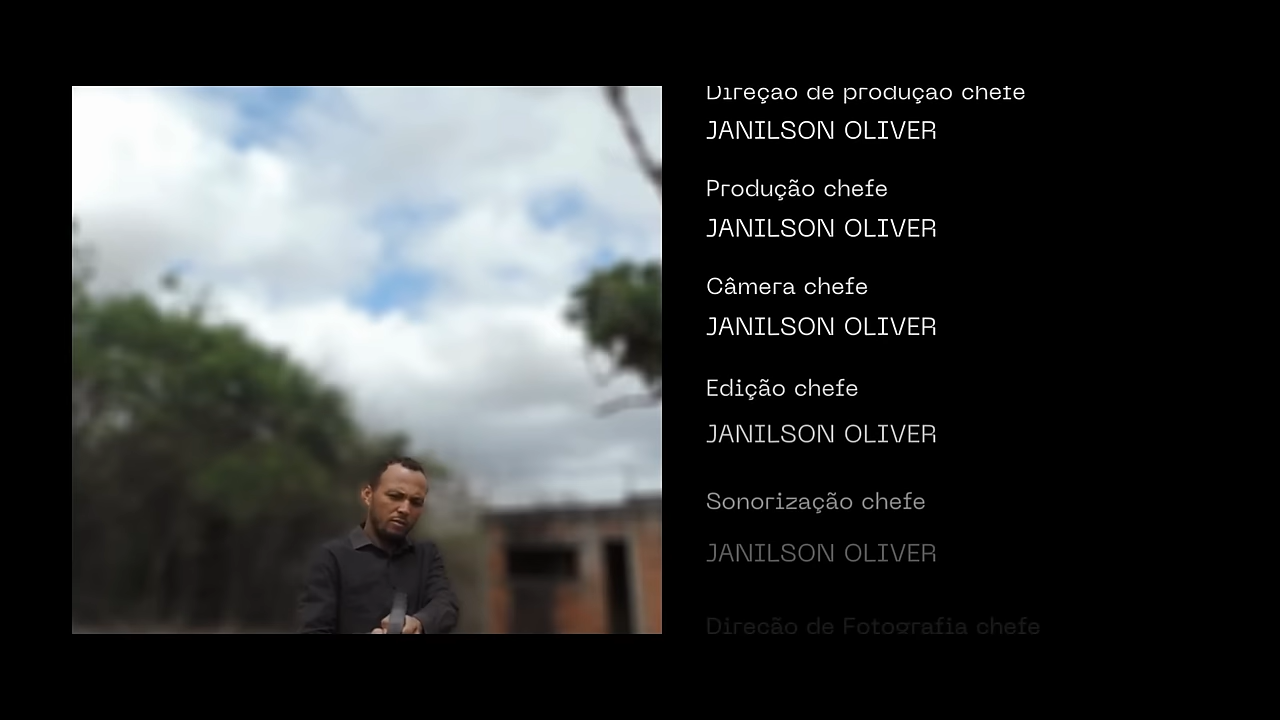 Direção de produção chefe
JANILSON OLIVER
Produção chefe
JANILSON OLIVER
Câmera chefe
JANILSON OLIVER
Edição chefe
JANILSON OLIVER
Sonorização chefe
JANILSON OLIVER
Direção de Fotografia chefe